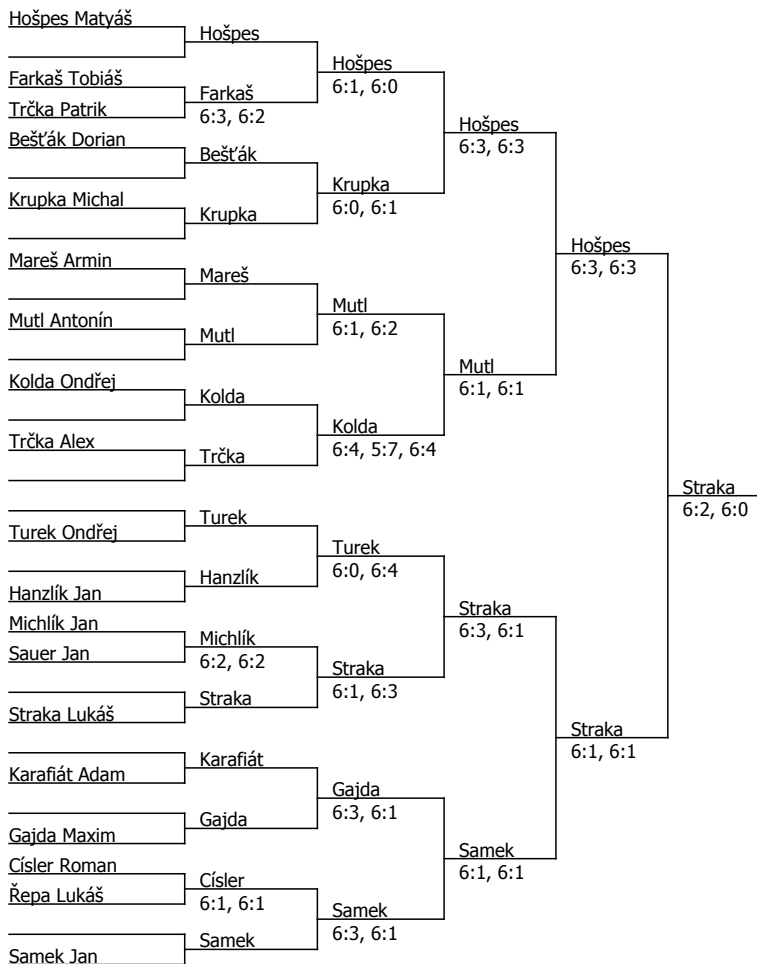 Hošpes Matyáš
Farkaš Tobiáš
Trčka Patrik
Bešťák Dorian
Krupka Michal
Mareš Armin
Mutl Antonín
Kolda Ondřej
Trčka Alex
Turek Ondřej
Hanzlík Jan
Michlík Jan
Sauer Jan
Straka Lukáš
Karafiát Adam
Gajda Maxim
Císler Roman
Řepa Lukáš
Samek Jan
Hošpes
Farkaš
6:3, 6:2
Bešťák
Krupka
Mareš
Mutl
Kolda
Trčka
Turek
Hanzlík
Michlík
6:2, 6:2
Straka
Karafiát
Gajda
Císler
6:1, 6:1
Samek
Hošpes
6:1, 6:0
Krupka
6:0, 6:1
Mutl
6:1, 6:2
Kolda
6:4, 5:7, 6:4
Turek
6:0, 6:4
Straka
6:1, 6:3
Gajda
6:3, 6:1
Samek
6:3, 6:1
Hošpes
6:3, 6:3
Mutl
6:1, 6:1
Straka
6:3, 6:1
Samek
6:1, 6:1
Hošpes
6:3, 6:3
Straka
6:1, 6:1
Straka
6:2, 6:0